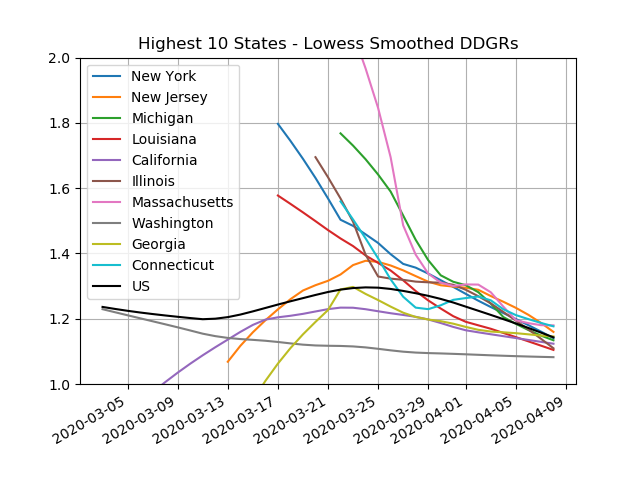 Highest 10 States - Lowess Smoothed DDGRs
2.0
1.8
1.6
1.4
1.2
1.0
New York
New Jersey
Michigan
Louisiana
California
Illinois
Massachusetts
Washington
Georgia
Connecticut
US
2020-03-05
2020-03-09
2020-03-13
2020-03-17
2020-03-21
2020-03-25
2020-03-29
2020-04-01
2020-04-05
2020-04-09